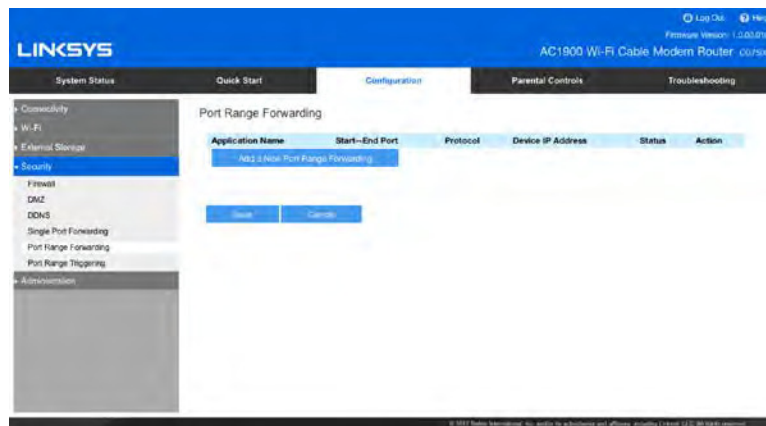 Log Out Help
Firmware Version: 1.0.00.
LINKSYS
AC1900 Wi-Fi Cable Modem Router
System Status Quick Start Configuration Parental Controls Troubleshooting
Connectivity
Wi-Fi
External Storage
Security
Firewall
DMZ
DDNS
Single Port Forwarding
Port Range Forwarding
Port Range Triggering
Administration
Port Range Forwarding
Application Name Start--End Port Protocol Device IP Address Status Action
Add a New Port Range Forwarding
Save Cancel